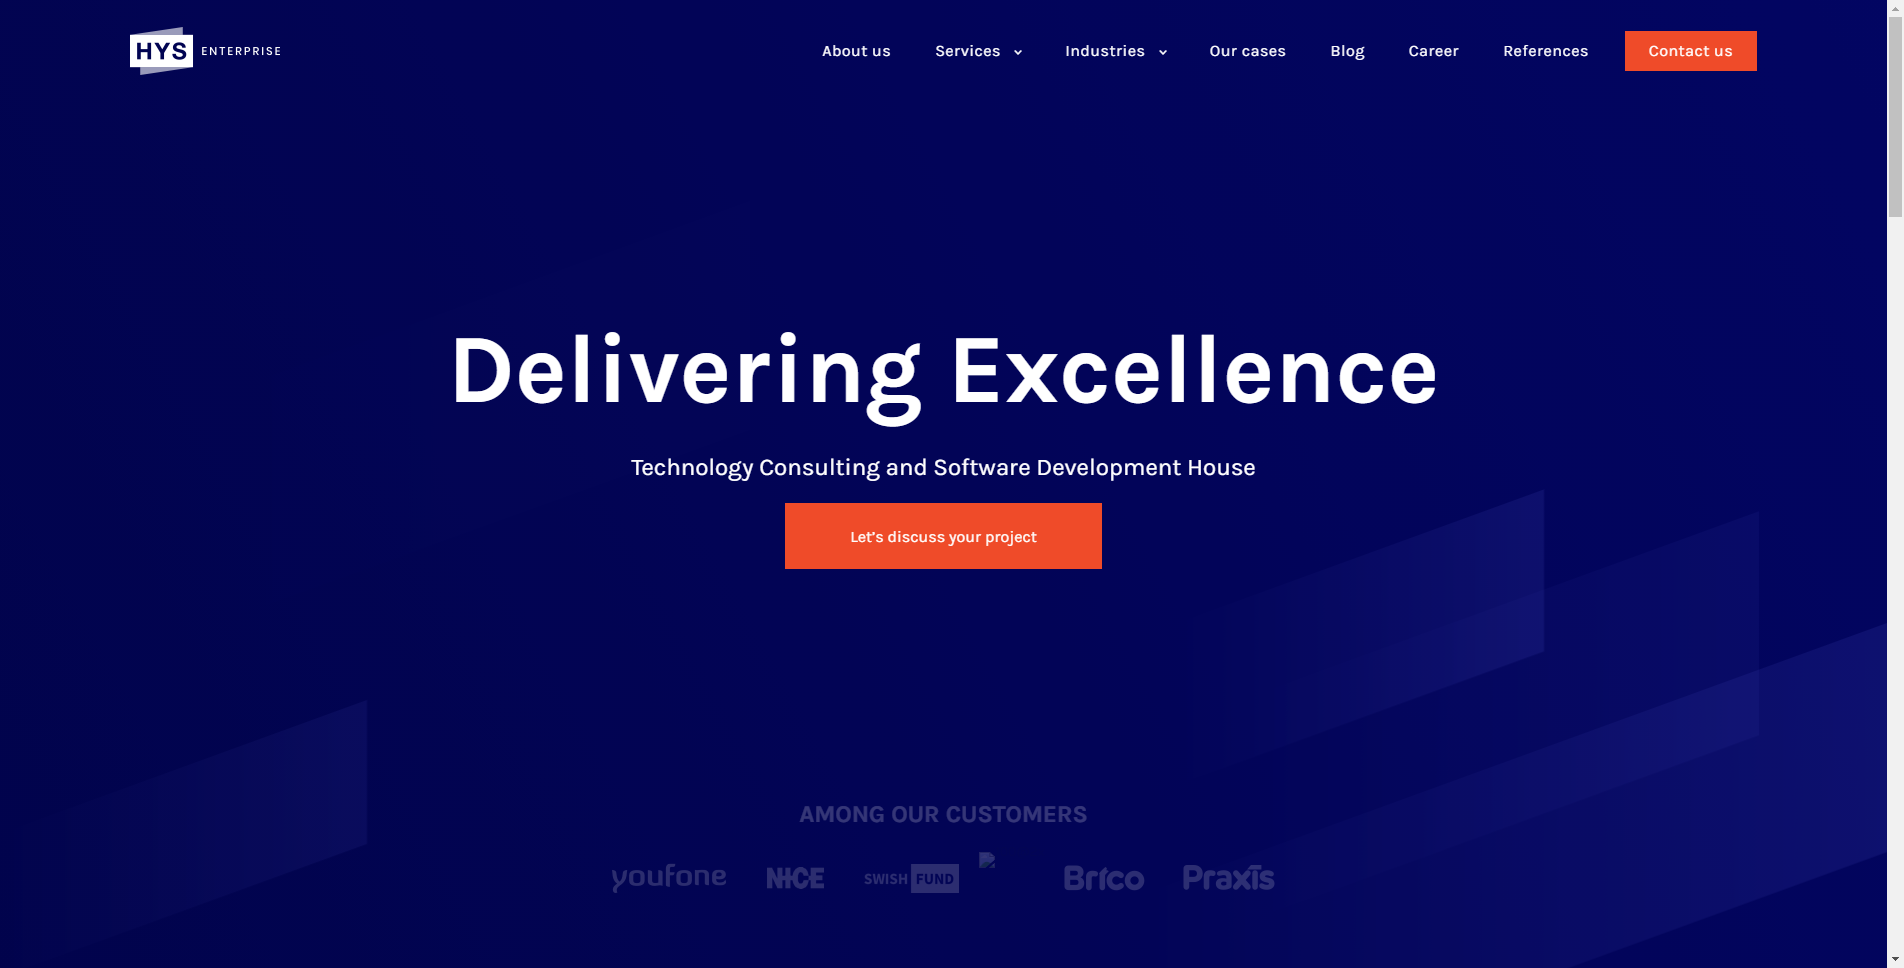 HYS ENTERPRISE
About us Services Industries Our cases Blog Career References Contact us
Delivering Excellence
Technology Consulting and Software Development House
Let's discuss your project
AMONG OUR CUSTOMERS
youfone NICE SWISH FUND Brico Praxis